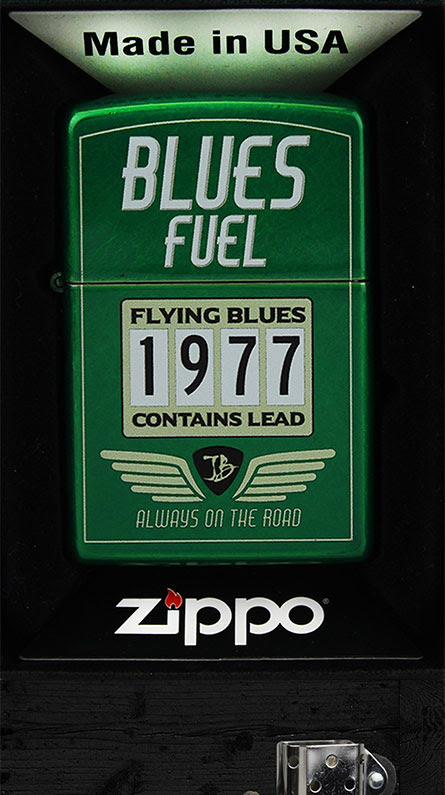 Made in USA
BLUES
FUEL
FLYING BLUES
1977
CONTAINS LEAD
JB
ALWAYS ON THE ROAD
zippo®